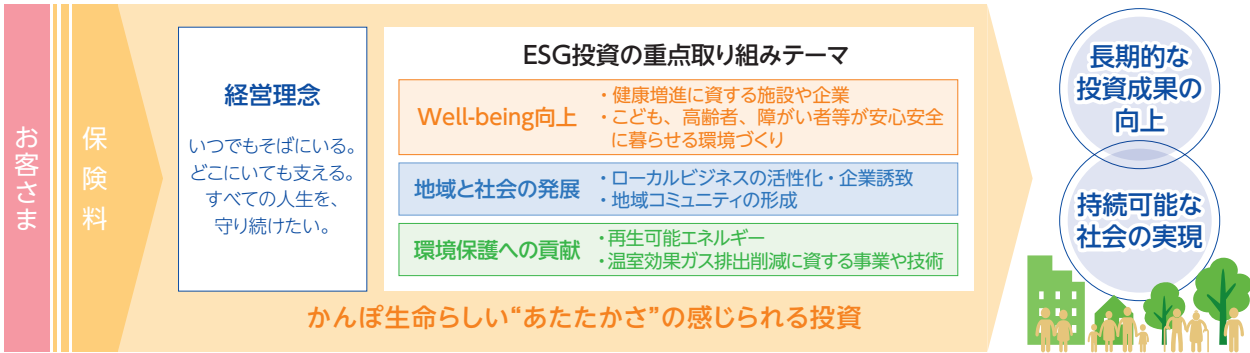 お客さま
保険料
経営理念
いつでもそばにいる。
どこにいても支える。
すべての人生を、
守り続けたい。
ESG投資の重点取り組みテーマ
Well-being向上
・健康増進に資する施設や企業
・こども、高齢者、障がい者等が安心安全
に暮らせる環境づくり
地域と社会の発展
・ローカルビジネスの活性化・企業誘致
・地域コミュニティの形成
環境保護への貢献
・再生可能エネルギー
・温室効果ガス排出削減に資する事業や技術
かんぽ生命らしい“あたたかさ”の感じられる投資
長期的な
投資成果の
向上
持続可能な
社会の実現